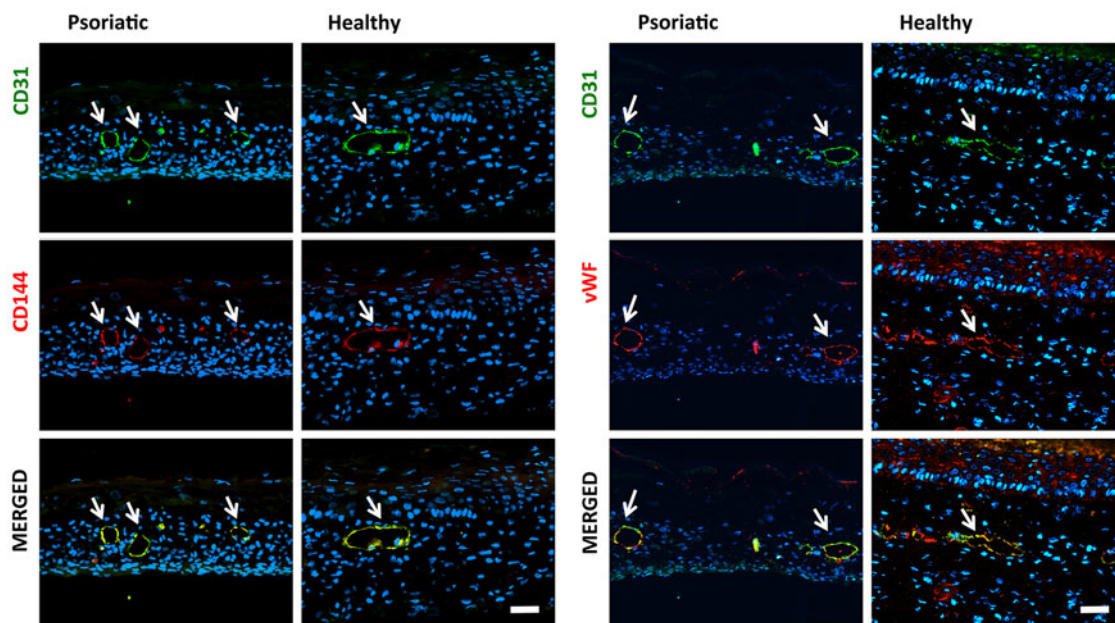 Psoriatic Healthy Psoriatic Healthy
CD31 CD31
CD144 vWF
MERGED MERGED